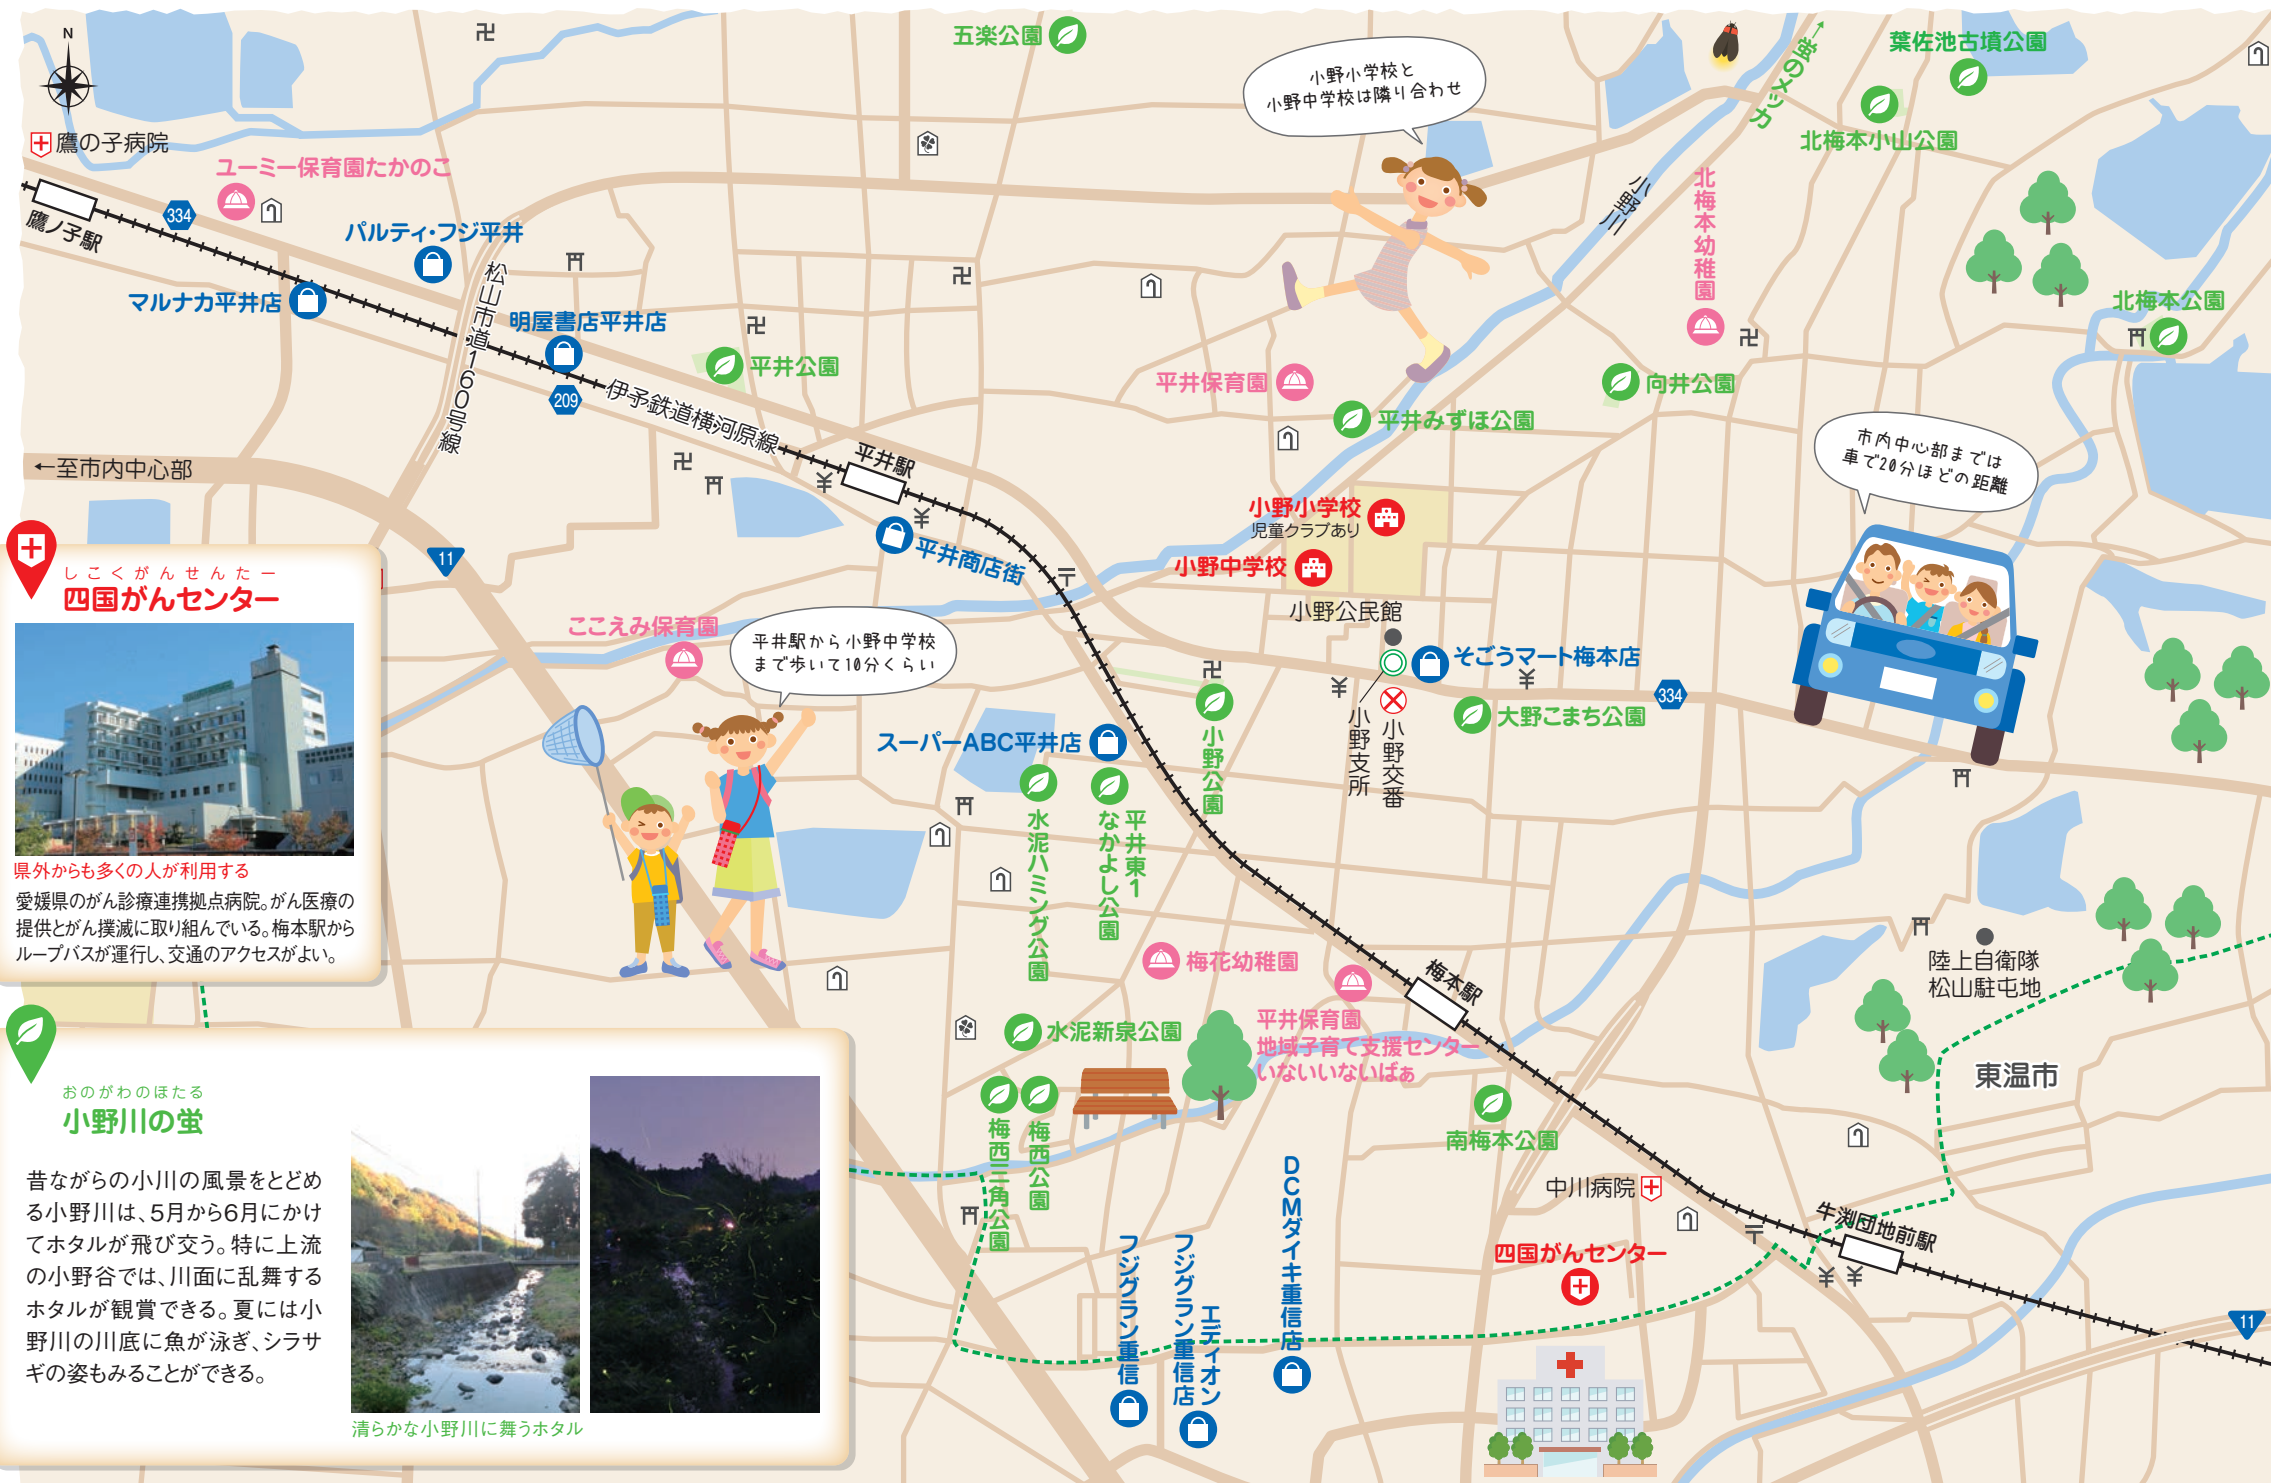 N
五楽公園
小野小学校と
小野中学校は隣り合わせ
→蛍のメッカ
葉佐池古墳公園
北梅本小山公園
鷹の子病院
ユーミー保育園たかのこ
鷹ノ子駅
334
パルティ・フジ平井
マルナカ平井店
松山市道160号線
明屋書店平井店
209
平井公園
伊予鉄道横河原線
小野川
北梅本幼稚園
北梅本公園
平井保育園
平井みずほ公園
向井公園
←至市内中心部
平井駅
市内中心部までは
車で20分ほどの距離
11
平井商店街
小野小学校
児童クラブあり
小野中学校
小野公民館
そごうマート梅本店
小野支所
小野交番
大野こまち公園
334
ここえみ保育園
平井駅から小野中学校
まで歩いて10分くらい
スーパーABC平井店
小野公園
水泥ハミング公園
平井東1
なかよし公園
梅花幼稚園
平井保育園
地域子育て支援センター
いないいないばぁ
梅本駅
水泥新泉公園
梅西三角公園
梅西公園
南梅本公園
陸上自衛隊
松山駐屯地
東温市
中川病院
牛渕団地前駅
四国がんセンター
フジグラン重信
エディオン
フジグラン重信店
DCMダイキ重信店
11
しこくがんせんたー
四国がんセンター
県外からも多くの人が利用する
愛媛県のがん診療連携拠点病院。がん医療の
提供とがん撲滅に取り組んでいる。梅本駅から
ループバスが運行し、交通のアクセスがよい。
おのがわのほたる
小野川の蛍
昔ながらの小川の風景をとどめ
る小野川は、5月から6月にかけ
てホタルが飛び交う。特に上流
の小野谷では、川面に乱舞する
ホタルが観賞できる。夏には小
野川の川底に魚が泳ぎ、シラサ
ギの姿もみることができる。
清らかな小野川に舞うホタル